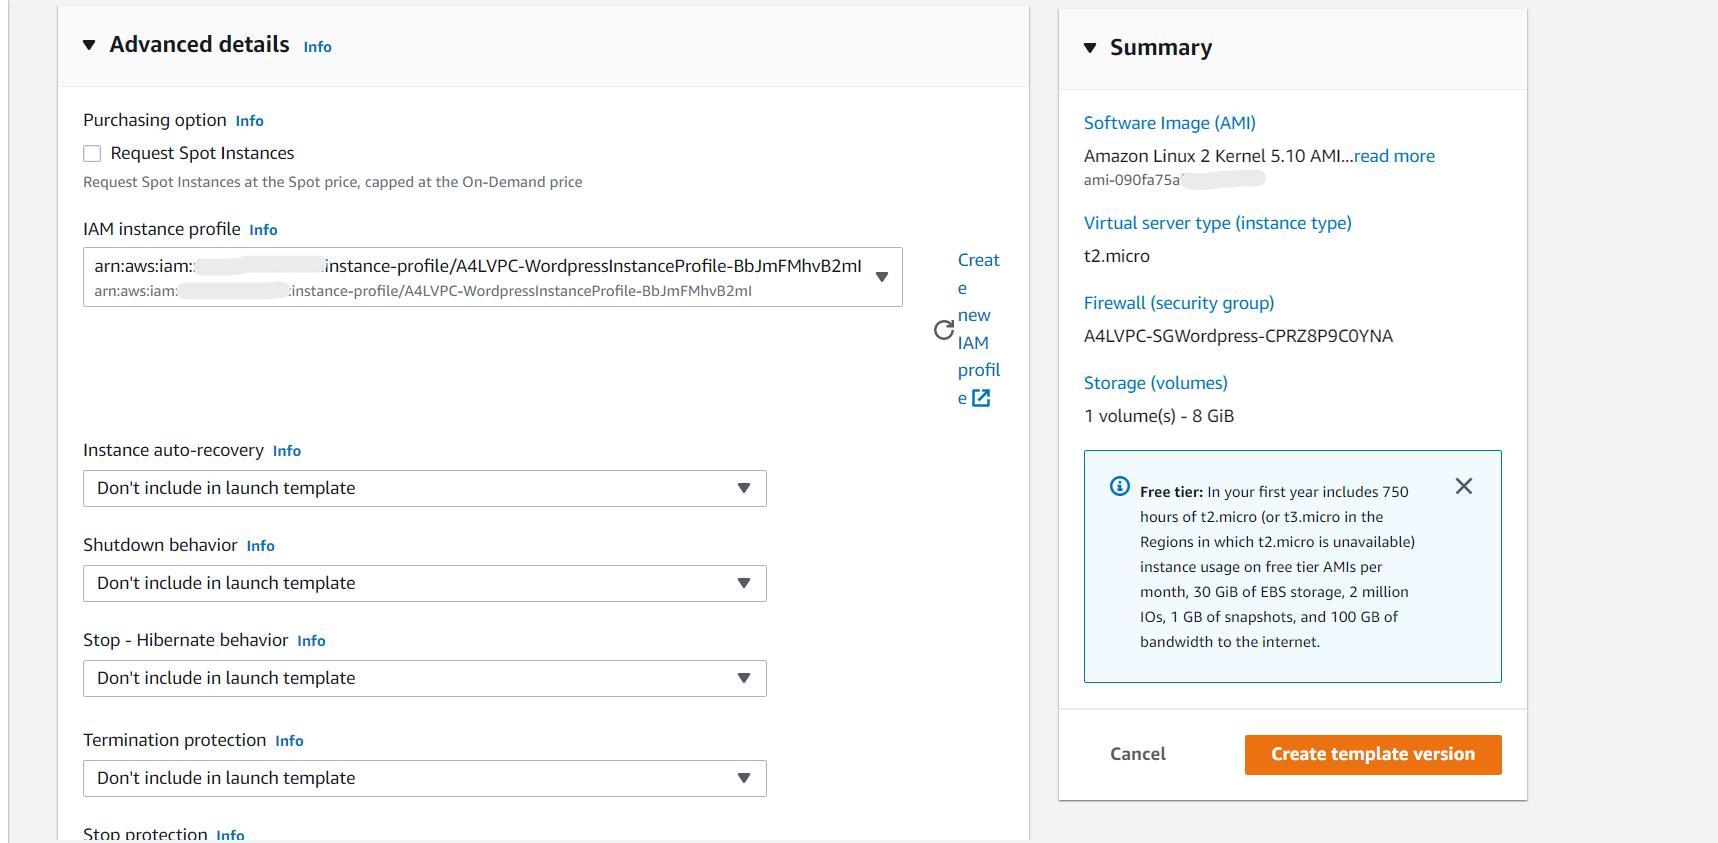 Advanced details Info
Purchasing option Info
Request Spot Instances
Request Spot Instances at the Spot price, capped at the On-Demand price
IAM instance profile Info
arn:aws:iam: instance-profile/A4LVPC-WordpressInstanceProfile-BbJmFMhvB2mI
arn:aws:iam: :instance-profile/A4LVPC-WordpressInstanceProfile-BbJmFMhvB2mI
Creat
e
new
IAM
profil
e
Instance auto-recovery Info
Don't include in launch template
Shutdown behavior Info
Don't include in launch template
Stop - Hibernate behavior Info
Don't include in launch template
Termination protection Info
Don't include in launch template
Stop protection Info
Summary
Software Image (AMI)
Amazon Linux 2 Kernel 5.10 AMI...read more
ami-090fa75a
Virtual server type (instance type)
t2.micro
Firewall (security group)
A4LVPC-SGWordpress-CPRZ8P9C0YNA
Storage (volumes)
1 volume(s) - 8 GiB
Free tier: In your first year includes 750
hours of t2.micro (or t3.micro in the
Regions in which t2.micro is unavailable)
instance usage on free tier AMIs per
month, 30 GiB of EBS storage, 2 million
IOs, 1 GB of snapshots, and 100 GB of
bandwidth to the internet.
Cancel
Create template version